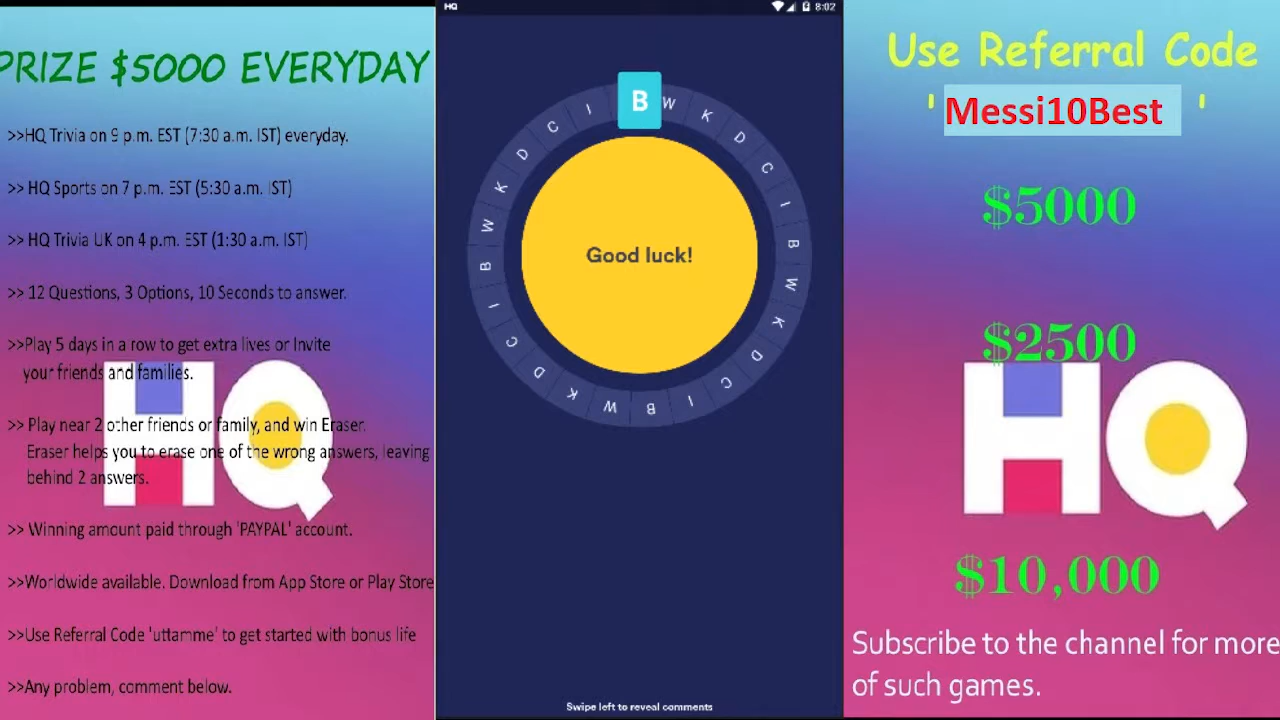 PRIZE $5000 EVERYDAY
>>HQ Trivia on 9 p.m. EST (7:30 a.m. IST) everyday.
>> HQ Sports on 7 p.m. EST (5:30 a.m. IST)
>> HQ Trivia UK on 4 p.m. EST (1:30 a.m. IST)
>> 12 Questions, 3 Options, 10 Seconds to answer.
>>Play 5 days in a row to get extra lives or Invite
your friends and families.
>> Play near 2 other friends or family, and win Eraser.
Eraser helps you to erase one of the wrong answers, leaving
behind 2 answers.
>> Winning amount paid through 'PAYPAL' account.
>>Worldwide available. Download from App Store or Play Store
>>Use Referral Code 'uttamme' to get started with bonus life
>>Any problem, comment below.
HQ
HQ
8:02
B
W
K
D
C
I
B
W
K
D
C
I
B
W
K
D
C
I
B
W
K
D
C
I
Good luck!
Swipe left to reveal comments
Use Referral Code
' Messi10Best '
$5000
$2500
HQ
$10,000
Subscribe to the channel for more
of such games.